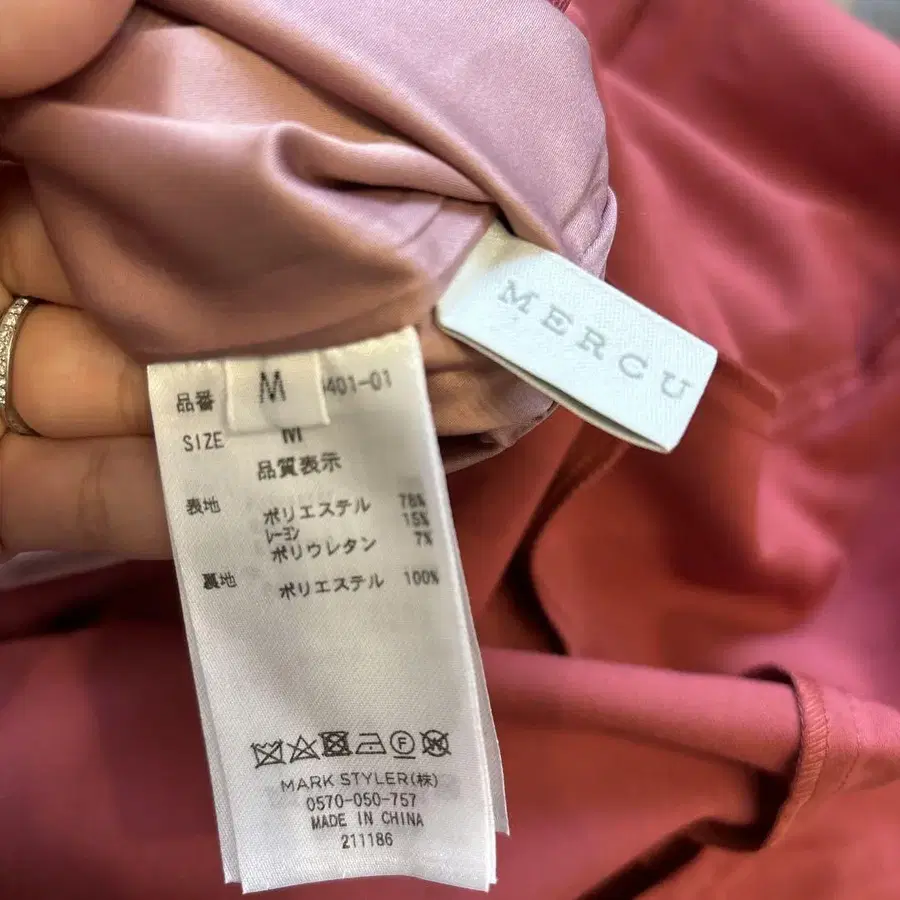 MERCU
M
品番 401-01
SIZE M
品質表示
表地 ポリエステル 78%
レーヨン 15%
ポリウレタン 7%
裏地 ポリエステル 100%
MARK STYLER(株)
0570-050-757
MADE IN CHINA
211186